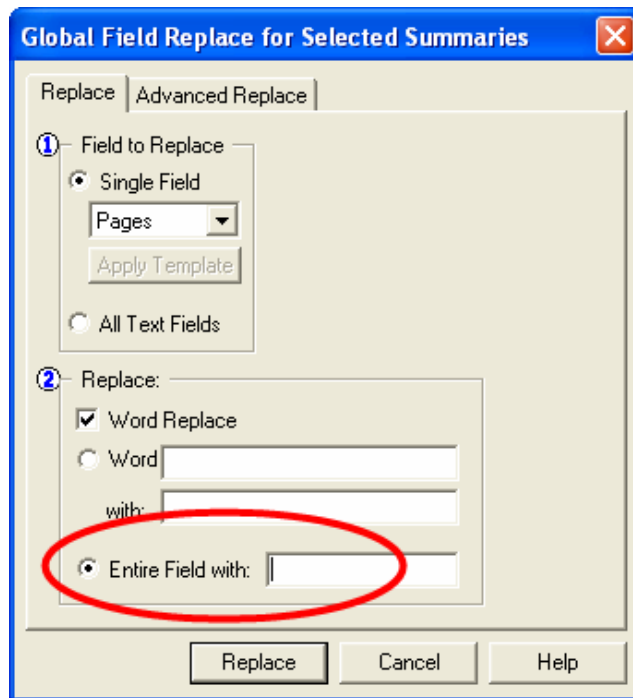 Global Field Replace for Selected Summaries
Replace Advanced Replace
1 Field to Replace
Single Field
Pages
Apply Template
All Text Fields
2 Replace:
Word Replace
Word
with:
Entire Field with:
Replace Cancel Help